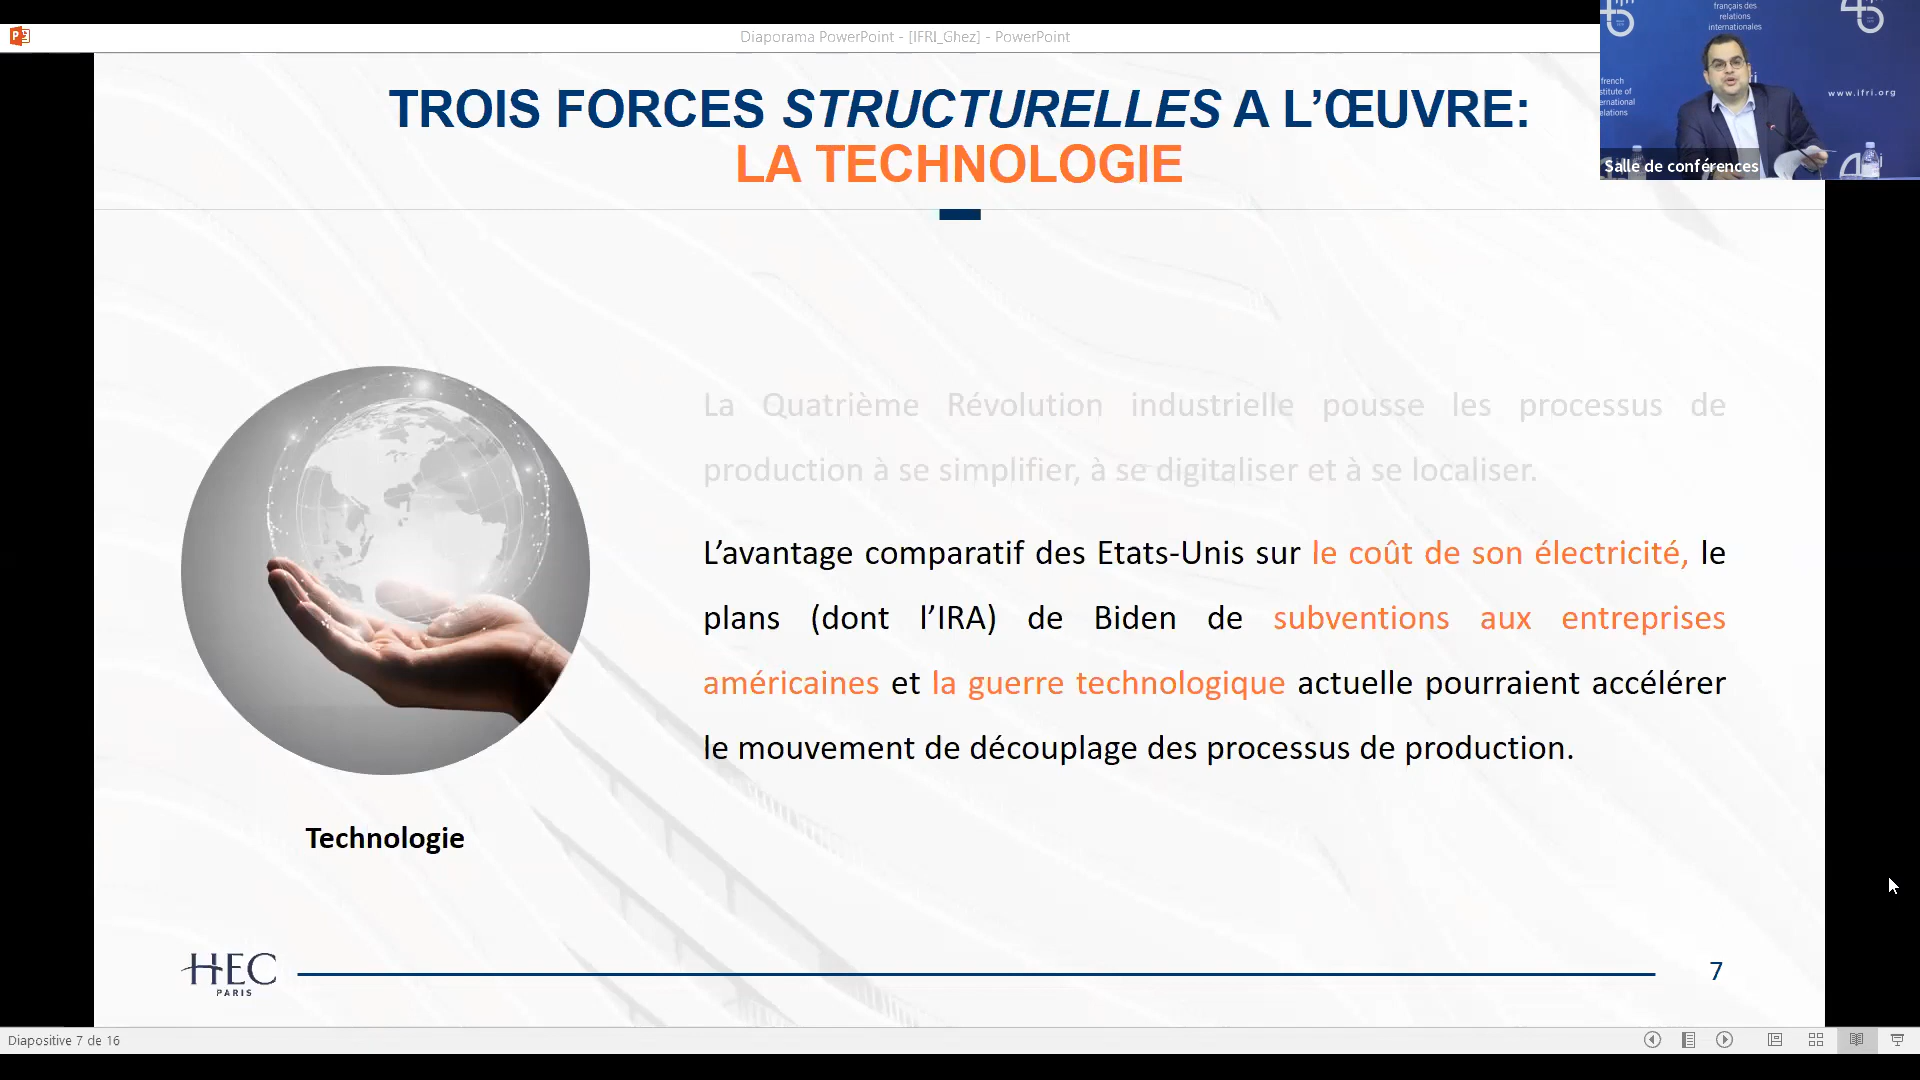 Diaporama PowerPoint - [IFRI_Ghez] - PowerPoint
français des
relations
internationales
french
stitute of
ernational
elations
www.ifri.org
Salle de conférences
TROIS FORCES STRUCTURELLES A L’ŒUVRE:
LA TECHNOLOGIE
La Quatrième Révolution industrielle pousse les processus de
production à se simplifier, à se digitaliser et à se localiser.
L’avantage comparatif des Etats-Unis sur le coût de son électricité, le
plans (dont l’IRA) de Biden de subventions aux entreprises
américaines et la guerre technologique actuelle pourraient accélérer
le mouvement de découplage des processus de production.
Technologie
HEC
PARIS
7
Diapositive 7 de 16